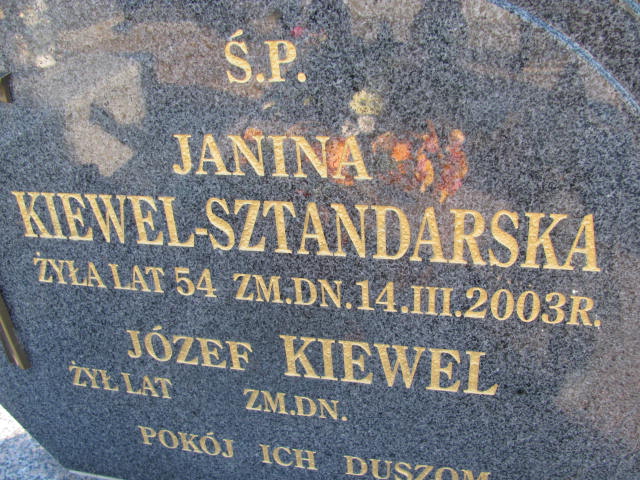 Ś.P.
JANINA
KIEWEL-SZTANDARSKA
ŻYŁA LAT 54 ZM.DN.14.III.2003R.
JÓZEF KIEWEL
ŻYŁ LAT ZM.DN.
POKÓJ ICH DUSZOM